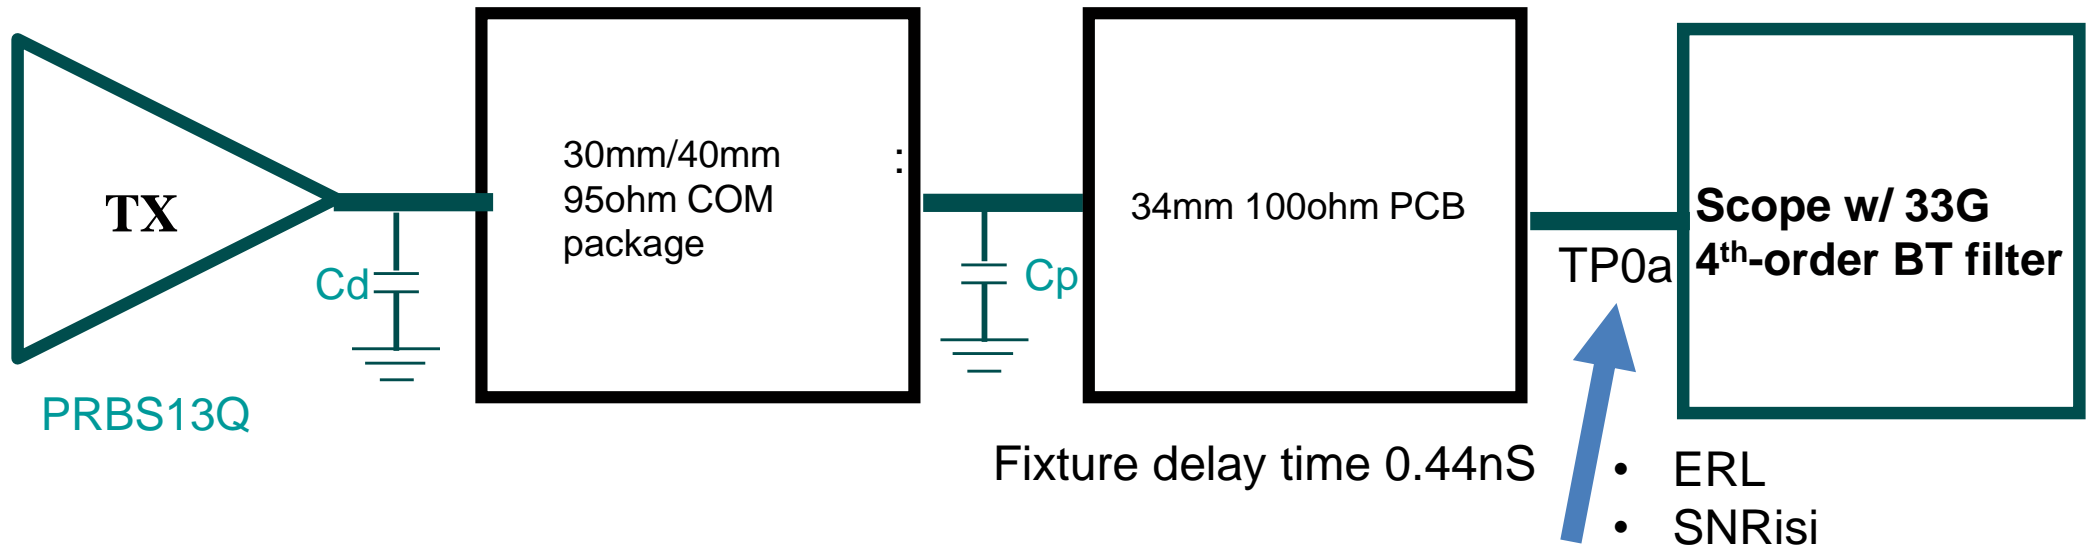 TX
PRBS13Q
Cd
30mm/40mm :
95ohm COM
package
Cp
34mm 100ohm PCB
TP0a
Scope w/ 33G
4th-order BT filter
Fixture delay time 0.44nS
• ERL
• SNRisi